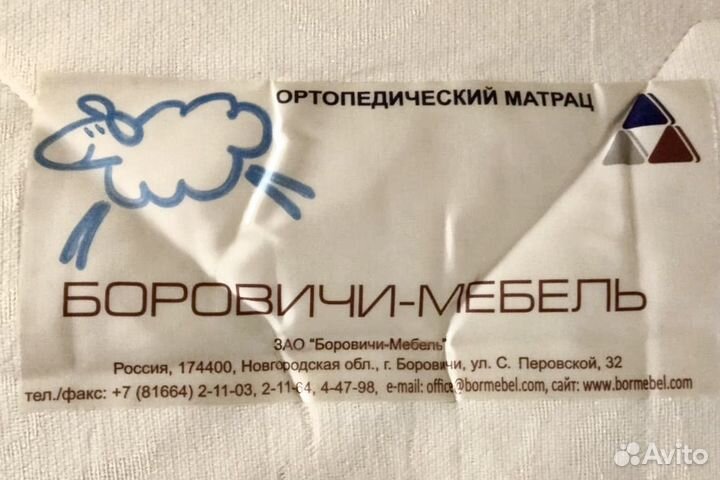 ОРТОПЕДИЧЕСКИЙ МАТРАЦ
БОРОВИЧИ-МЕБЕЛЬ
ЗАО "Боровичи-Мебель"
Россия, 174400, Новгородская обл., г. Боровичи, ул. С. Перовской, 32
тел./факс: +7 (81664) 2-11-03, 2-11-64, 4-47-98, e-mail: office@bormebel.com, сайт: www.bormebel.com
Avito